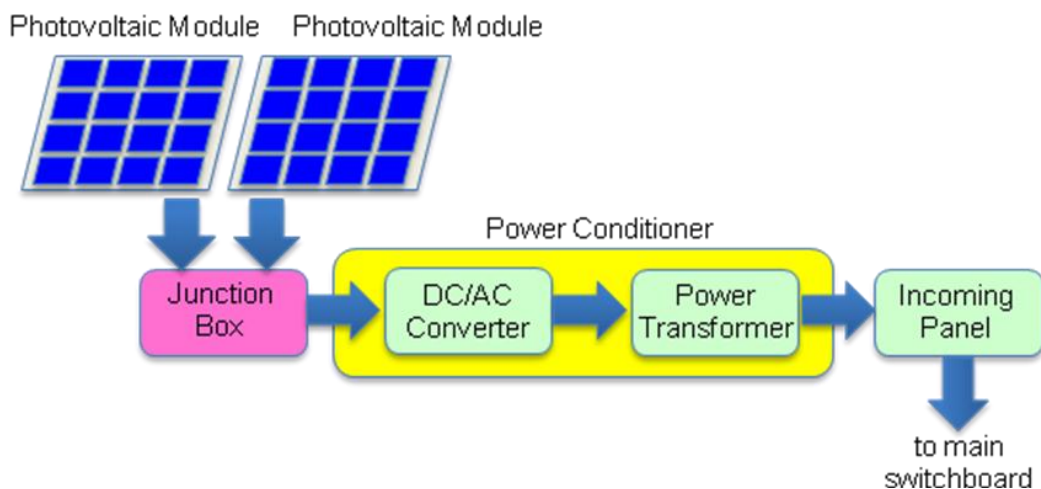 Photovoltaic Module
Photovoltaic Module
Power Conditioner
Junction
Box
DC/AC
Converter
Power
Transformer
Incoming
Panel
to main
switchboard